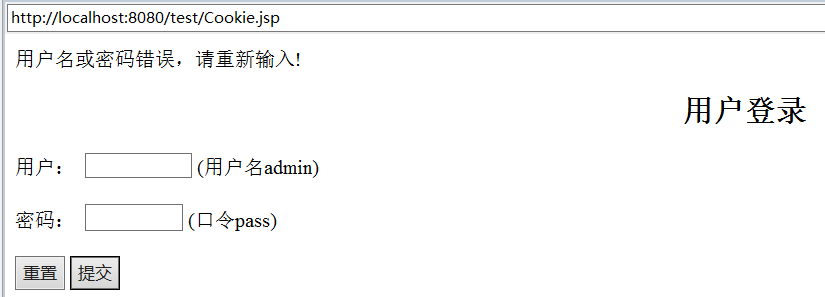 http://localhost:8080/test/Cookie.jsp
用户名或密码错误，请重新输入!
用户登录
用户： (用户名admin)
密码： (口令pass)
重置 提交